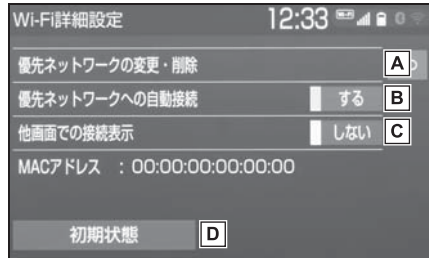 Wi-Fi詳細設定 12:33
優先ネットワークの変更・削除 A
優先ネットワークへの自動接続 する B
他画面での接続表示 しない C
MACアドレス : 00:00:00:00:00:00
初期状態 D